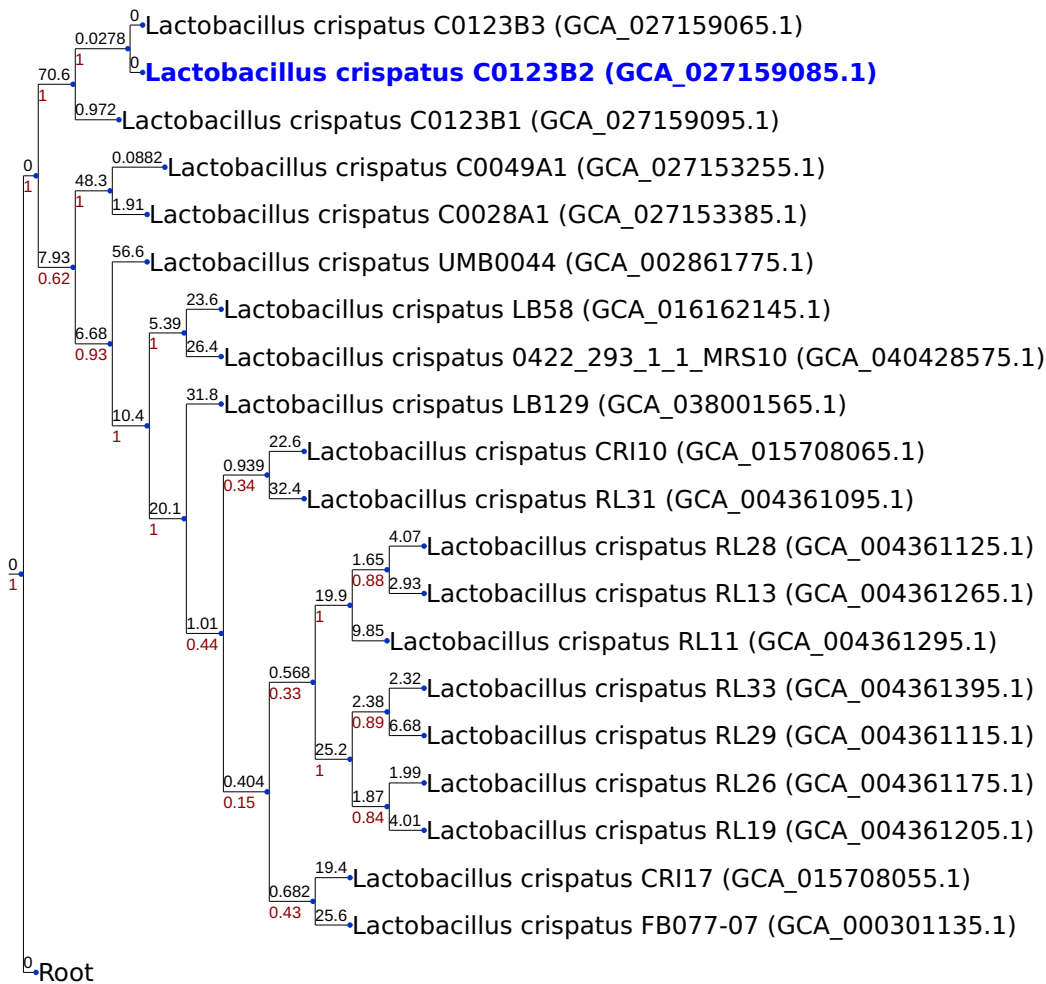 0
Lactobacillus crispatus C0123B3 (GCA_027159065.1)
0.0278
1
0
Lactobacillus crispatus C0123B2 (GCA_027159085.1)
70.6
1
0.972
Lactobacillus crispatus C0123B1 (GCA_027159095.1)
0
1
0.0882
Lactobacillus crispatus C0049A1 (GCA_027153255.1)
48.3
1
1.91
Lactobacillus crispatus C0028A1 (GCA_027153385.1)
7.93
0.62
56.6
Lactobacillus crispatus UMB0044 (GCA_002861775.1)
6.68
0.93
23.6
Lactobacillus crispatus LB58 (GCA_016162145.1)
5.39
1
26.4
Lactobacillus crispatus 0422_293_1_1_MRS10 (GCA_040428575.1)
10.4
1
31.8
Lactobacillus crispatus LB129 (GCA_038001565.1)
20.1
1
22.6
Lactobacillus crispatus CRI10 (GCA_015708065.1)
0.939
0.34
32.4
Lactobacillus crispatus RL31 (GCA_004361095.1)
0
1
1.01
0.44
4.07
Lactobacillus crispatus RL28 (GCA_004361125.1)
1.65
0.88
2.93
Lactobacillus crispatus RL13 (GCA_004361265.1)
19.9
1
9.85
Lactobacillus crispatus RL11 (GCA_004361295.1)
0.568
0.33
2.32
Lactobacillus crispatus RL33 (GCA_004361395.1)
2.38
0.89
6.68
Lactobacillus crispatus RL29 (GCA_004361115.1)
25.2
1
1.99
Lactobacillus crispatus RL26 (GCA_004361175.1)
1.87
0.84
4.01
Lactobacillus crispatus RL19 (GCA_004361205.1)
0.404
0.15
19.4
Lactobacillus crispatus CRI17 (GCA_015708055.1)
0.682
0.43
25.6
Lactobacillus crispatus FB077-07 (GCA_000301135.1)
0
Root